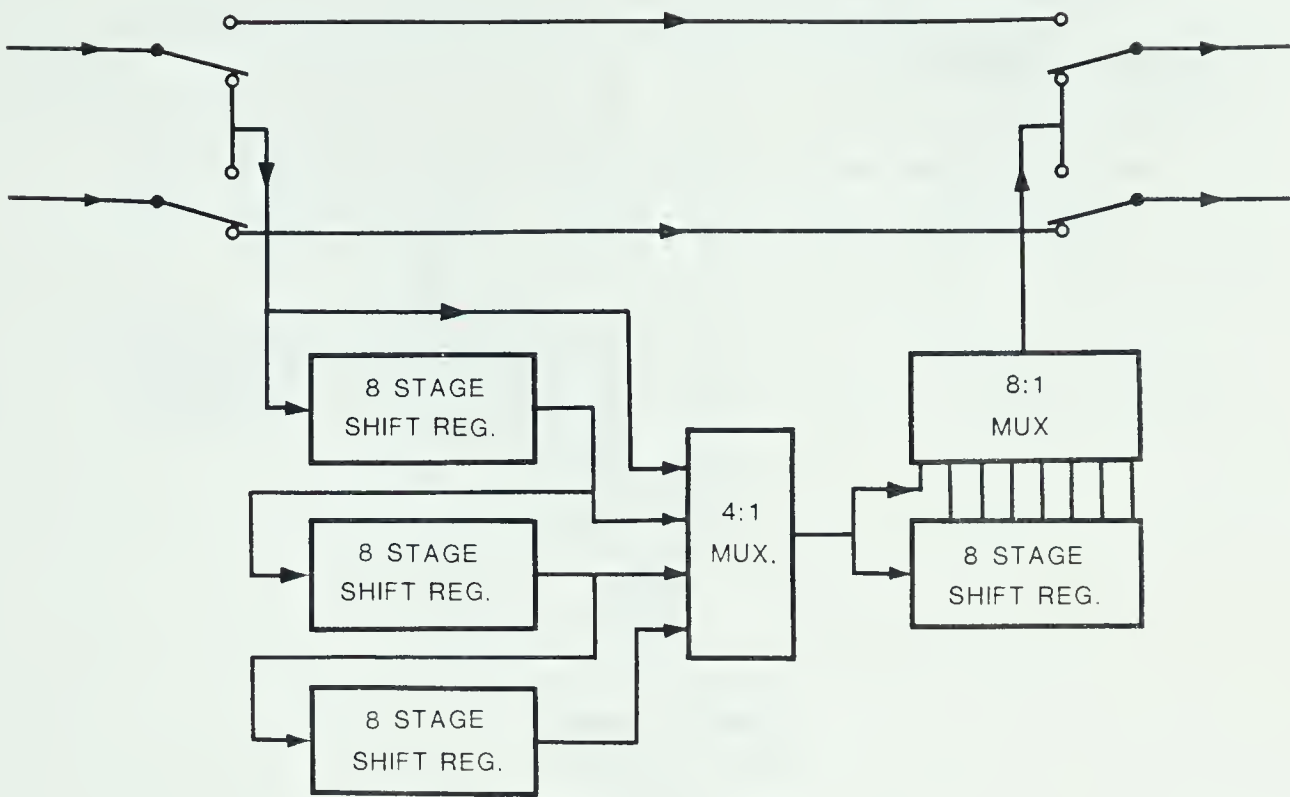 8 STAGE
SHIFT REG.
8:1
MUX
4:1
MUX.
8 STAGE
SHIFT REG.
8 STAGE
SHIFT REG.
8 STAGE
SHIFT REG.